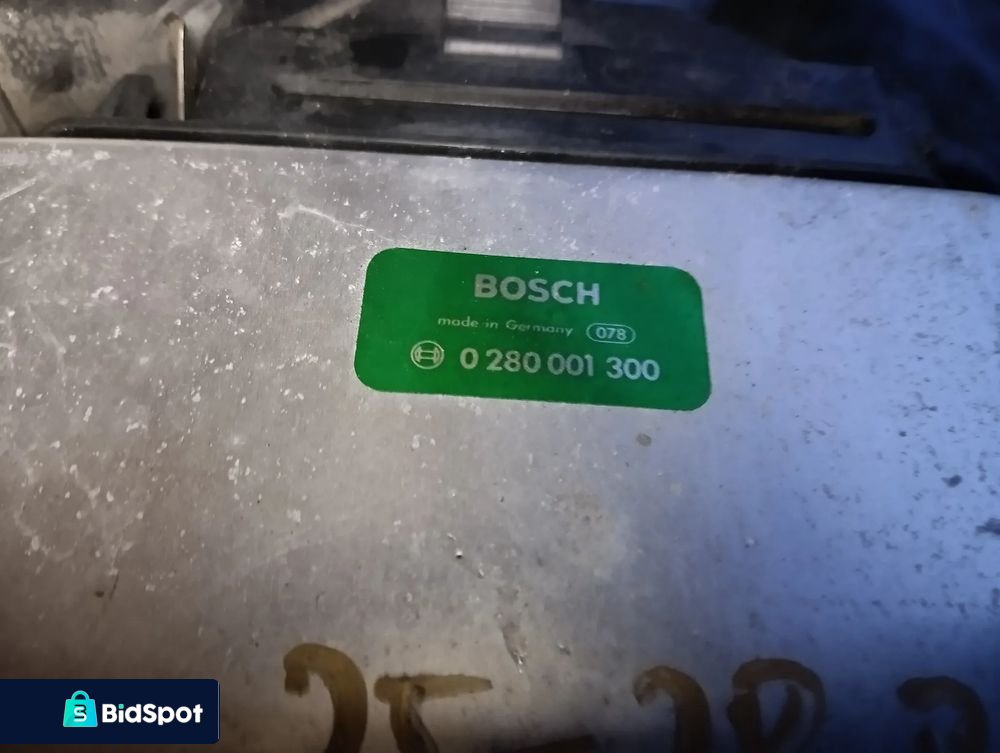 BOSCH
made in Germany 078
0 280 001 300
BidSpot